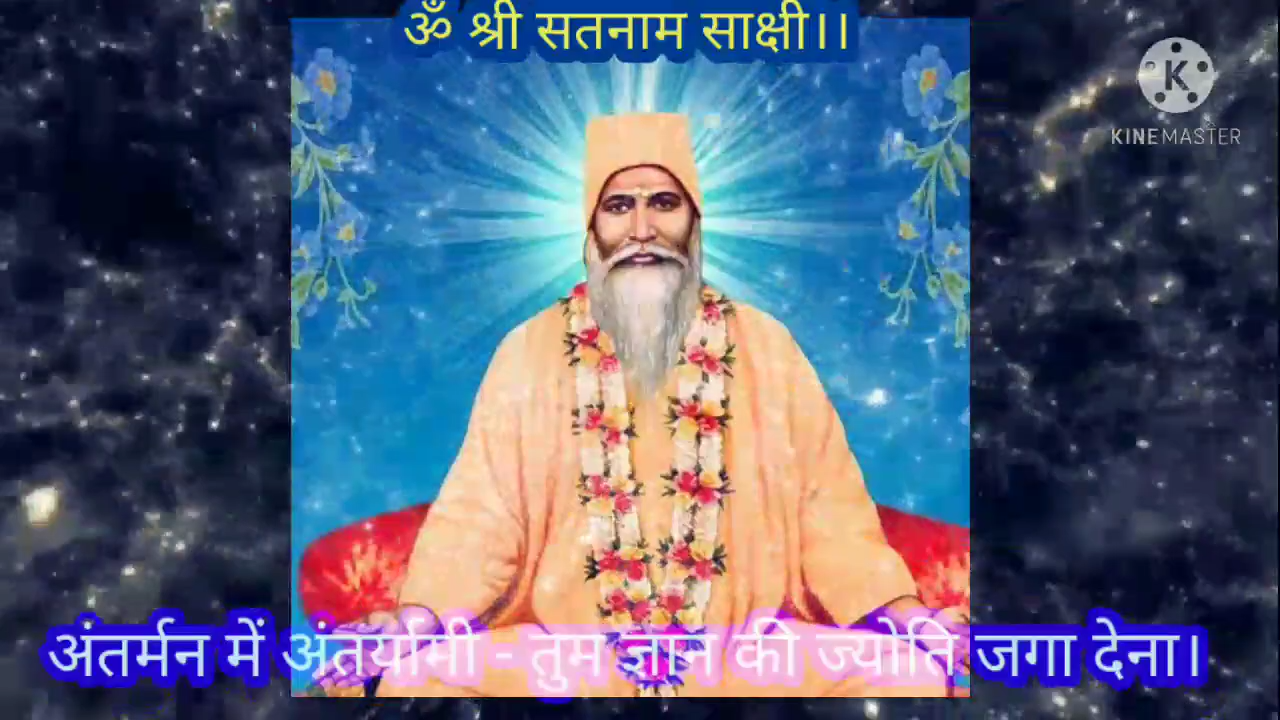 ॐ श्री सतनाम साक्षी।।
KINEMASTER
अंतर्मन में अंतर्यामी - तुम ज्ञान की ज्योति जगा देना।